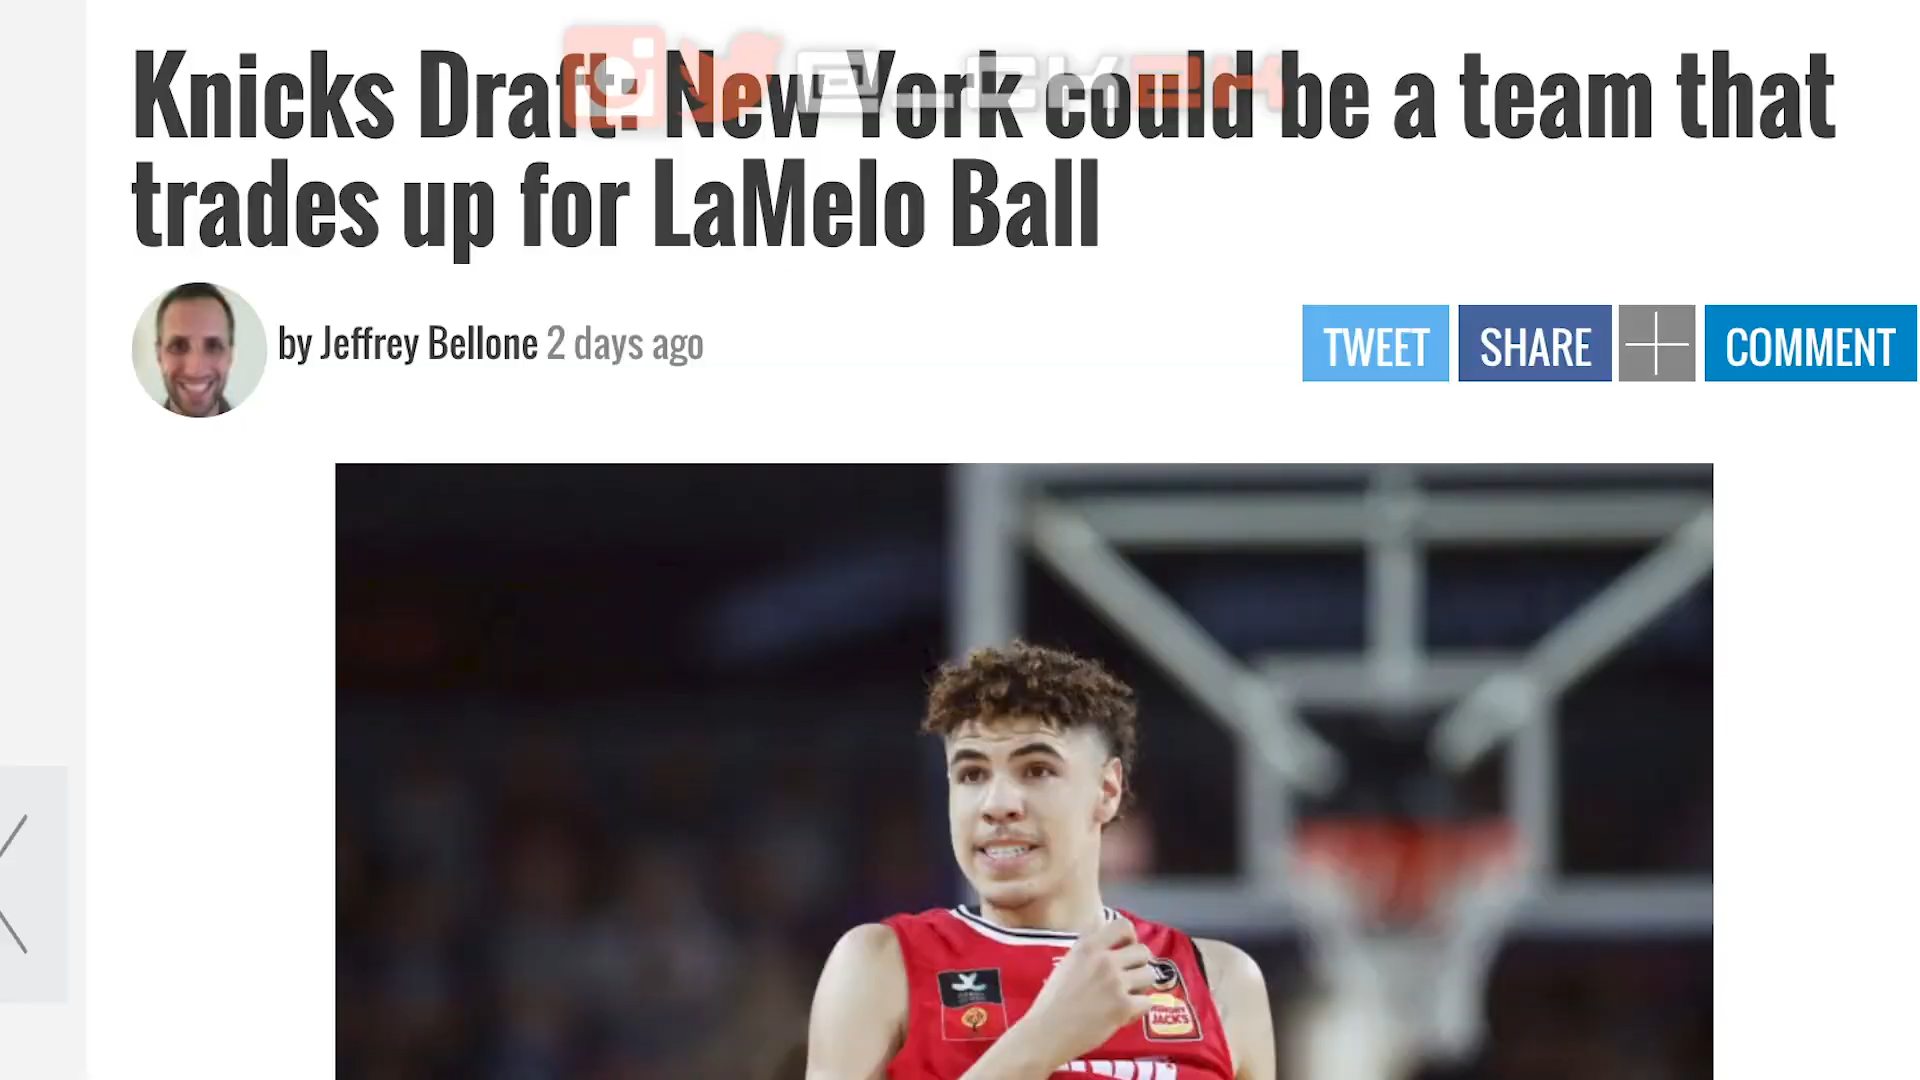 Knicks Draft: New York could be a team that
trades up for LaMelo Ball
by Jeffrey Bellone 2 days ago
TWEET
SHARE
COMMENT
JACK'S